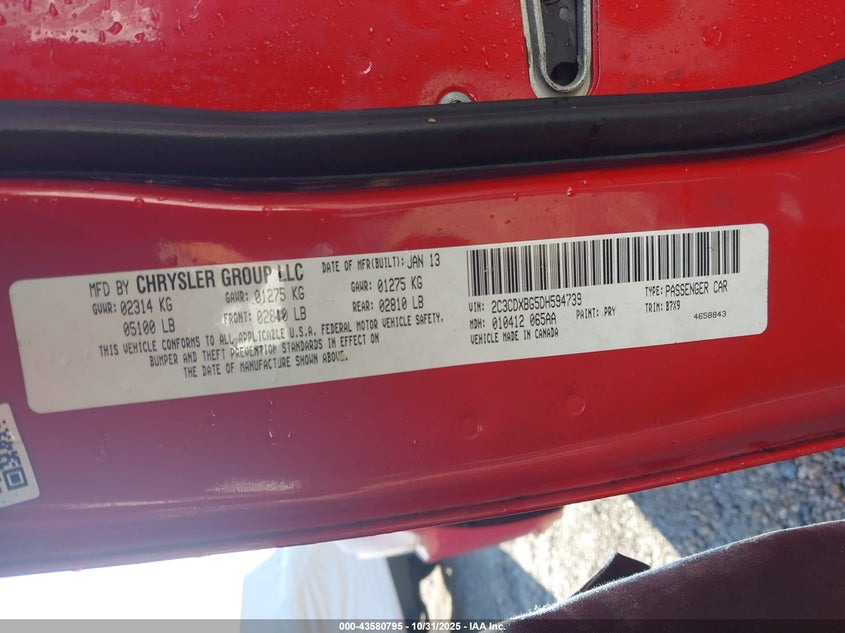 MFD BY CHRYSLER GROUP LLC
DATE OF MFR(BUILT): JAN 13
GVWR: 02314 KG
GAWR: 01275 KG
GAWR: 01275 KG
05100 LB
FRONT: 02810 LB
REAR: 02810 LB
THIS VEHICLE CONFORMS TO ALL APPLICABLE U.S.A. FEDERAL MOTOR VEHICLE SAFETY,
BUMPER AND THEFT PREVENTION STANDARDS IN EFFECT ON
THE DATE OF MANUFACTURE SHOWN ABOVE.
VIN: 2C3CDXBG5DH594739
TYPE: PASSENGER CAR
MDH: 010412 065AA
PAINT: PRY
TRIM: B7X9
VEHICLE MADE IN CANADA
4658843
000-43580795 - 10/31/2025 - IAA Inc.